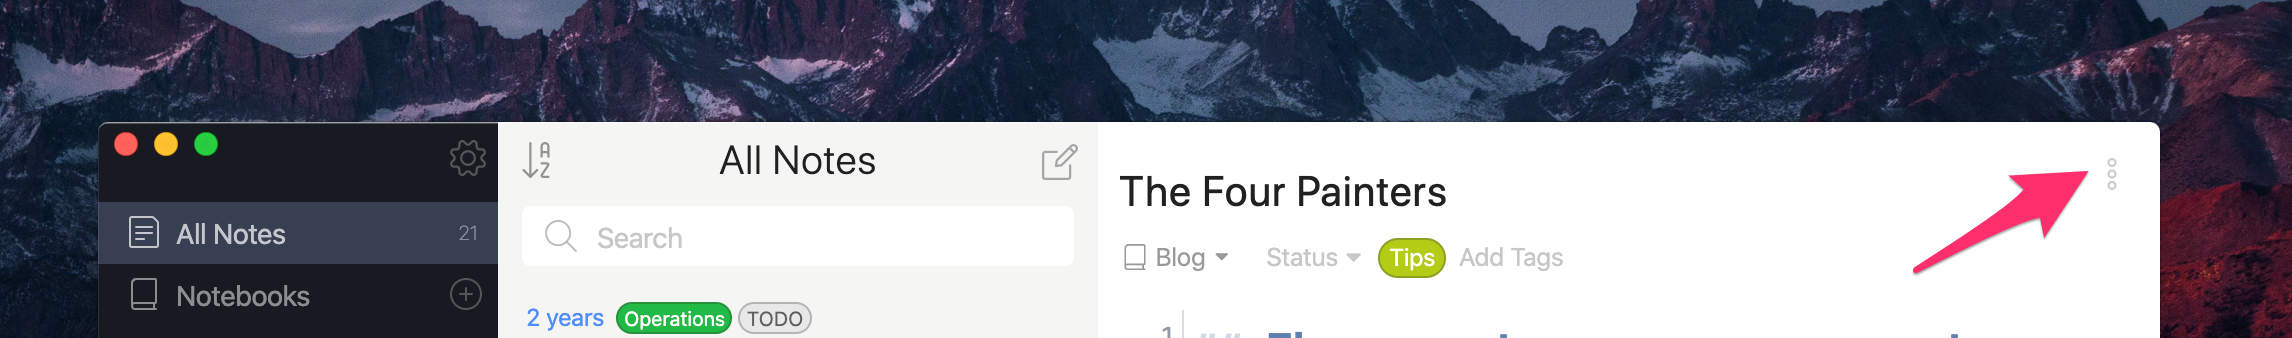 All Notes
21
Notebooks
All Notes
Search
2 years Operations TODO
The Four Painters
Blog Status Tips Add Tags
1 ##